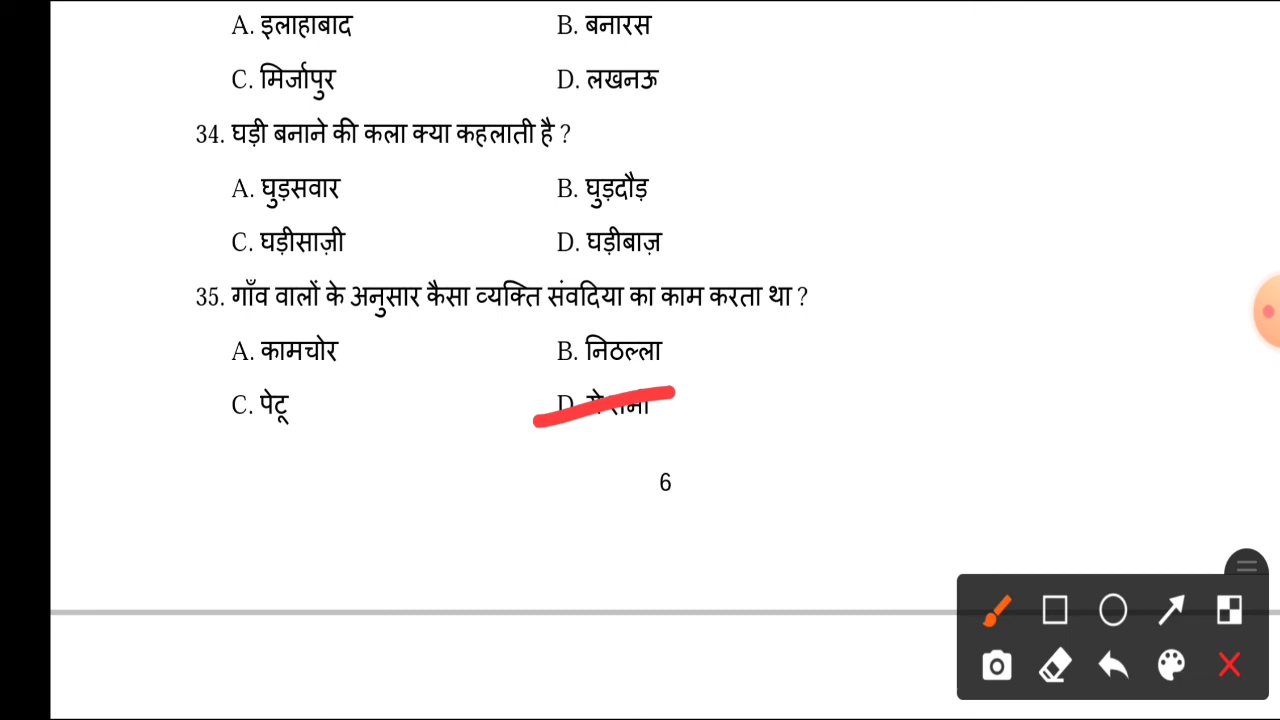 A. इलाहाबाद B. बनारस
C. मिर्जापुर D. लखनऊ
34. घड़ी बनाने की कला क्या कहलाती है ?
A. घुड़सवार B. घुड़दौड़
C. घड़ीसाज़ी D. घड़ीबाज़
35. गाँव वालों के अनुसार कैसा व्यक्ति संवदिया का काम करता था ?
A. कामचोर B. निठल्ला
C. पेटू D.
6